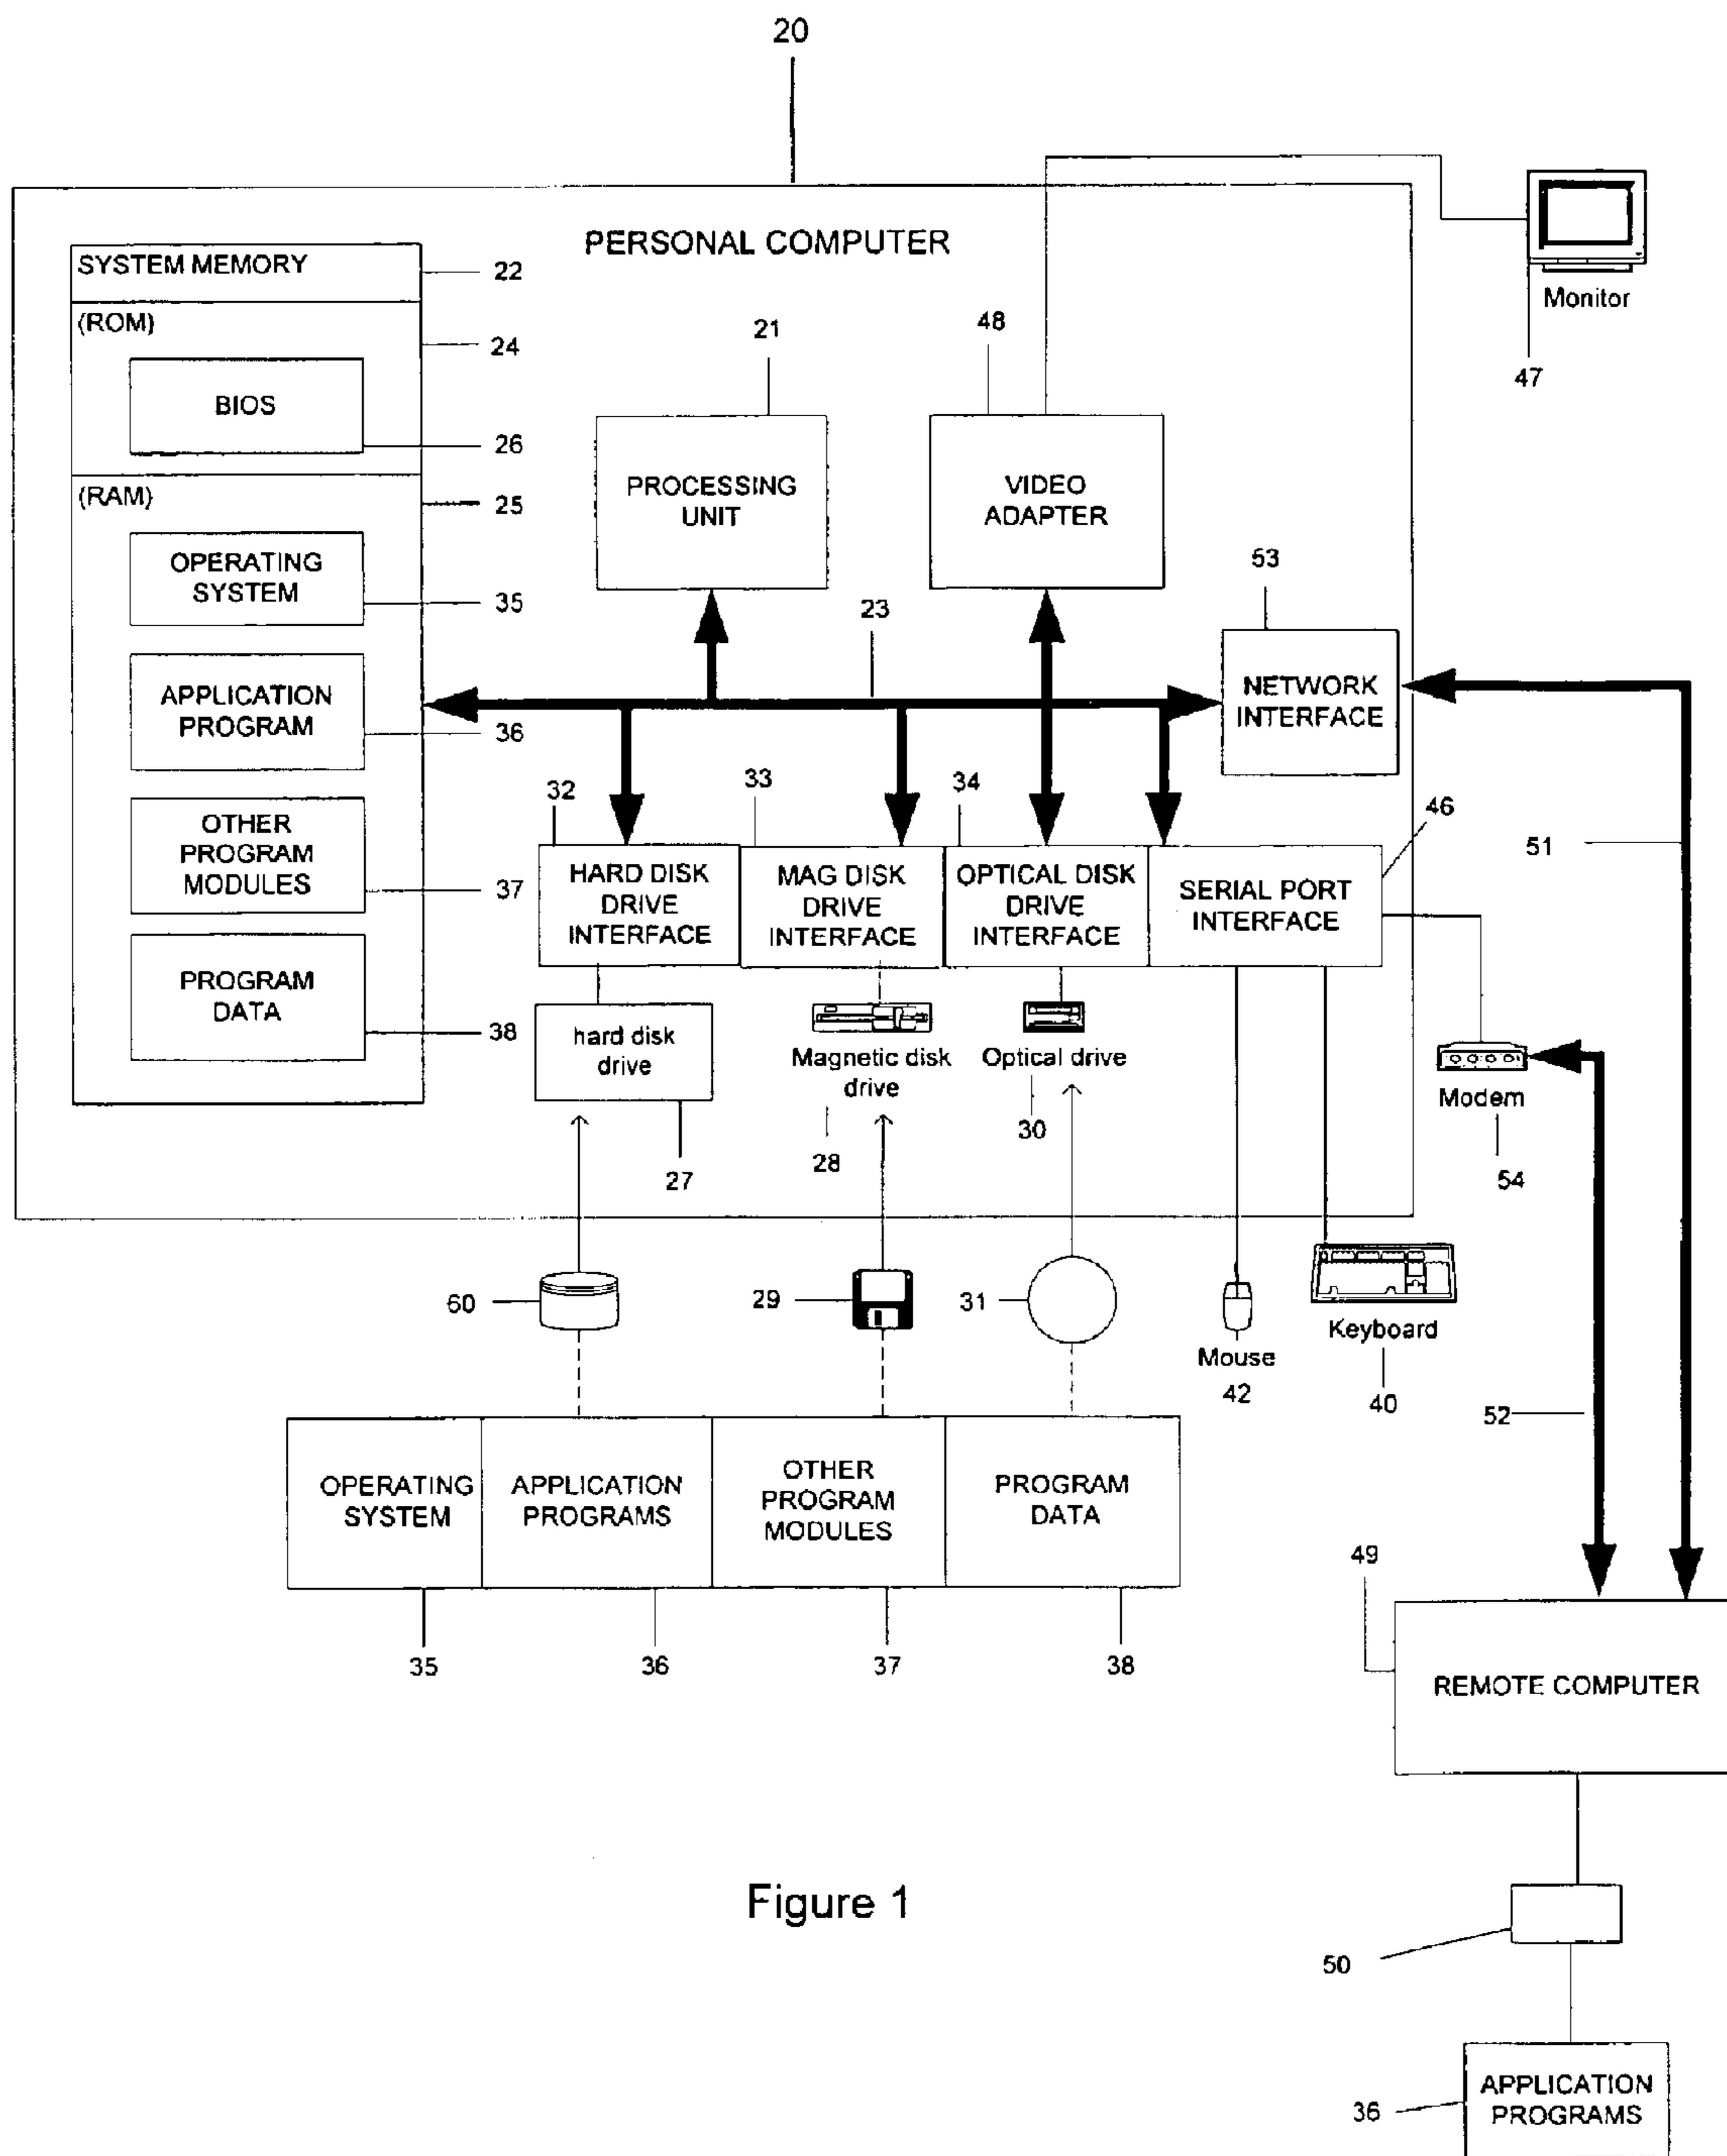 20
PERSONAL COMPUTER
SYSTEM MEMORY
22
(ROM)
24
BIOS
26
(RAM)
25
OPERATING
SYSTEM
35
APPLICATION
PROGRAM
36
OTHER
PROGRAM
MODULES
37
PROGRAM
DATA
38
21
PROCESSING
UNIT
48
VIDEO
ADAPTER
Monitor
47
23
53
NETWORK
INTERFACE
32
HARD DISK
DRIVE
INTERFACE
33
MAG DISK
DRIVE
INTERFACE
34
OPTICAL DISK
DRIVE
INTERFACE
46
SERIAL PORT
INTERFACE
51
hard disk
drive
27
Magnetic disk
drive
28
Optical drive
30
Modem
54
60
29
31
Mouse
42
Keyboard
40
52
OPERATING
SYSTEM
APPLICATION
PROGRAMS
OTHER
PROGRAM
MODULES
PROGRAM
DATA
35
36
37
38
49
REMOTE COMPUTER
Figure 1
50
36
APPLICATION
PROGRAMS